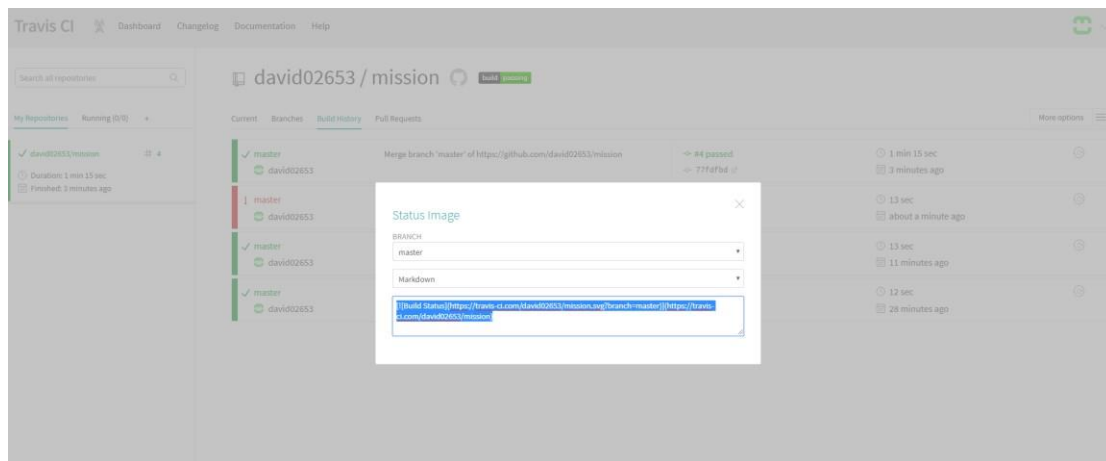 Travis CI Dashboard Changelog Documentation Help
Search all repositories
david02653 / mission build passing
My Repositories Running (0/0) +
Current Branches Build History Pull Requests More options
david02653/mission # 4
Duration: 1 min 15 sec
Finished: 3 minutes ago
master Merge branch 'master' of https://github.com/david02653/mission #4 passed 1 min 15 sec
david02653 77fdfbd 3 minutes ago
master 13 sec
david02653 about a minute ago
master 13 sec
david02653 11 minutes ago
master 12 sec
david02653 28 minutes ago
Status Image
BRANCH
master
Markdown
[![Build Status](https://travis-ci.com/david02653/mission.svg?branch=master)](https://travis-
ci.com/david02653/mission)